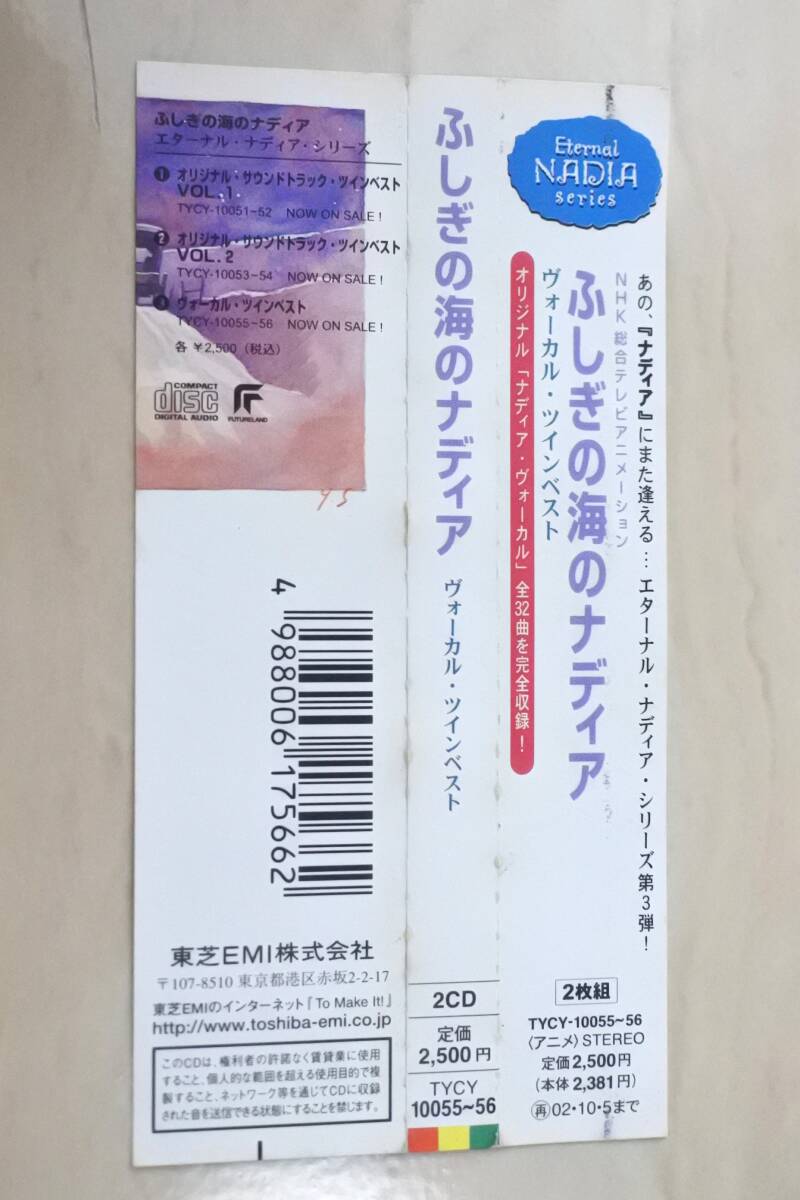 ふしぎの海のナディア
エターナル・ナディア・シリーズ
❶ オリジナル・サウンドトラック・ツインベスト
VOL.1
TYCY-10051~52 NOW ON SALE!
❷ オリジナル・サウンドトラック・ツインベスト
VOL.2
TYCY-10053~54 NOW ON SALE!
❸ ヴォーカル・ツインベスト
TYCY-10055~56 NOW ON SALE!
各 ¥2,500 (税込)
COMPACT
disc
DIGITAL AUDIO
FUTURELAND
45
4 988006 175662
東芝EMI株式会社
〒107-8510 東京都港区赤坂2-2-17
東芝EMIのインターネット「To Make It!」
http://www.toshiba-emi.co.jp
このCDは、権利者の許諾なく賃貸業に使用
すること、個人的な範囲を超える使用目的で複
製すること、ネットワーク等を通じてCDに収録
された音を送信できる状態にすることを禁じます。
ふしぎの海のナディア
ヴォーカル・ツインベスト
2CD
定価
2,500円
TYCY
10055~56
Eternal
NADIA
series
あの、『ナディア』にまた逢える…エターナル・ナディア・シリーズ第3弾!
NHK総合テレビアニメーション
ふしぎの海のナディア
ヴォーカル・ツインベスト
オリジナル「ナディア・ヴォーカル」全32曲を完全収録!
2枚組
TYCY-10055~56
〈アニメ〉STEREO
定価2,500円
(本体 2,381円)
再02・10・5まで